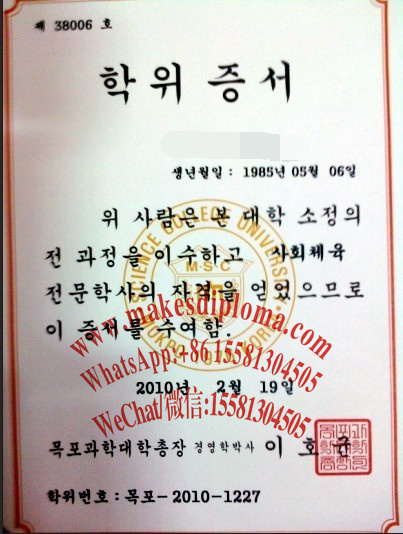 제 38006 호
학위증서
생년월일 : 1985년 05월 06일
위 사람은 본 대학 소정의
전 과정을 이수하고 사회체육
전문학사의 자격을 얻었으므로
이 증서를 수여함.
SCIENCE COLLEGE UNIVERSITY
M·S·C
MOKPO
www.makesdiploma.com
WhatsApp:+86 15581304505
WeChat/微信:15581304505
2010년 2월 19일
목포과학대학총장 경영학박사 이호균
학위번호 : 목포-2010-1227